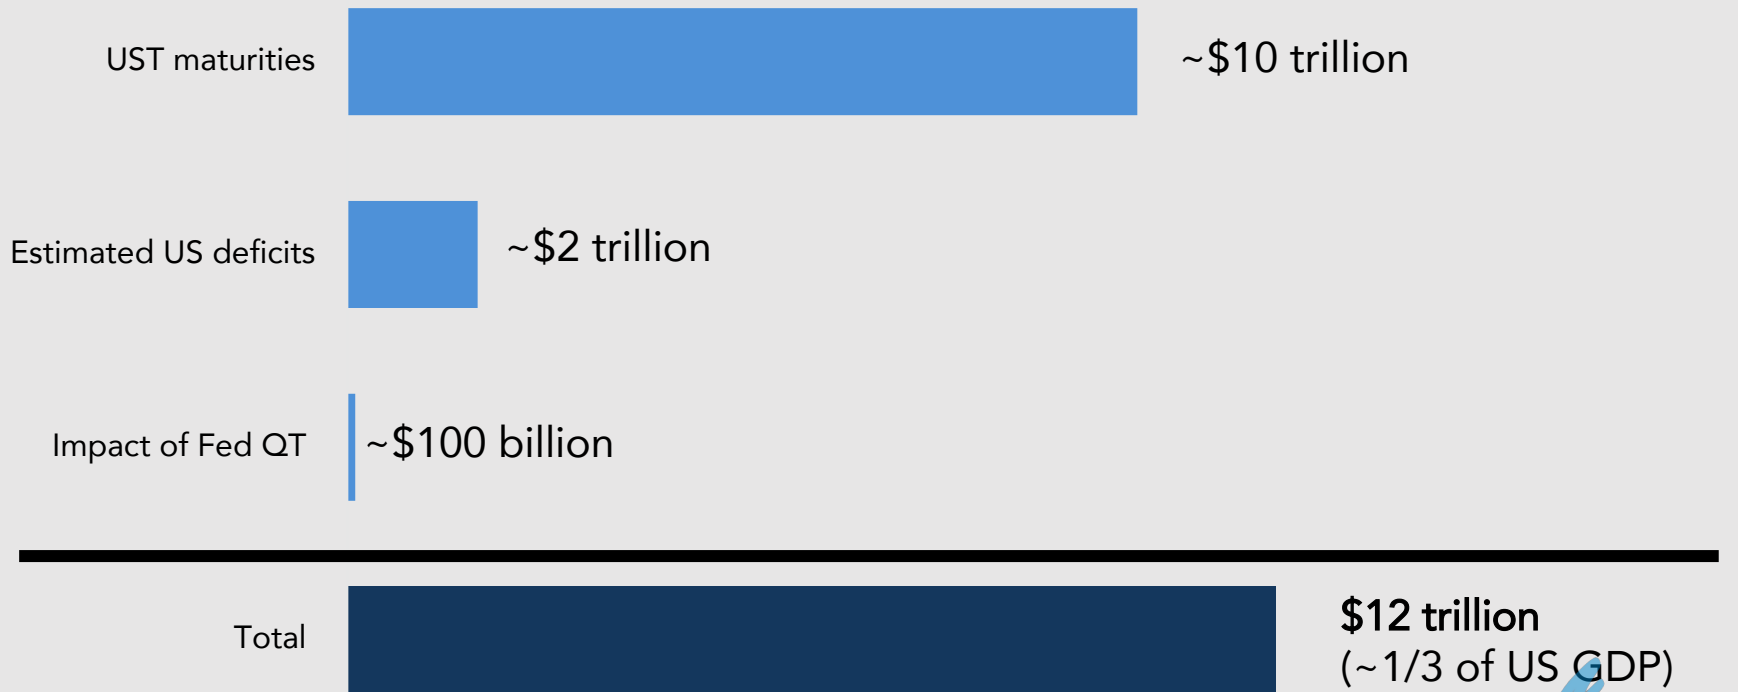 UST maturities
~$10 trillion
Estimated US deficits
~$2 trillion
Impact of Fed QT
~$100 billion
Total
$12 trillion
(~1/3 of US GDP)